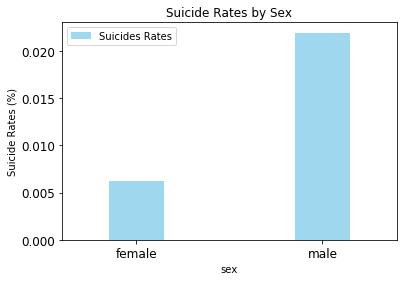 Suicide Rates by Sex
Suicides Rates
Suicide Rates (%)
0.020
0.015
0.010
0.005
0.000
female
male
sex